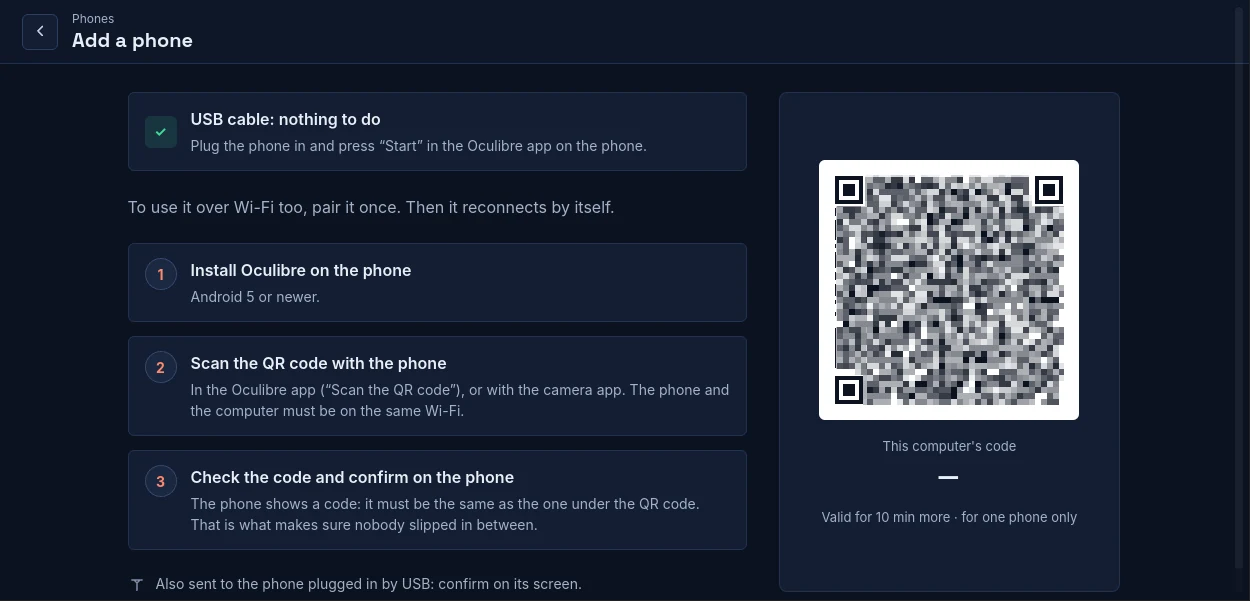 Phones
Add a phone
USB cable: nothing to do
Plug the phone in and press “Start” in the Oculibre app on the phone.
To use it over Wi-Fi too, pair it once. Then it reconnects by itself.
1
Install Oculibre on the phone
Android 5 or newer.
2
Scan the QR code with the phone
In the Oculibre app (“Scan the QR code”), or with the camera app. The phone and
the computer must be on the same Wi-Fi.
3
Check the code and confirm on the phone
The phone shows a code: it must be the same as the one under the QR code.
That is what makes sure nobody slipped in between.
Also sent to the phone plugged in by USB: confirm on its screen.
This computer's code
—
Valid for 10 min more · for one phone only